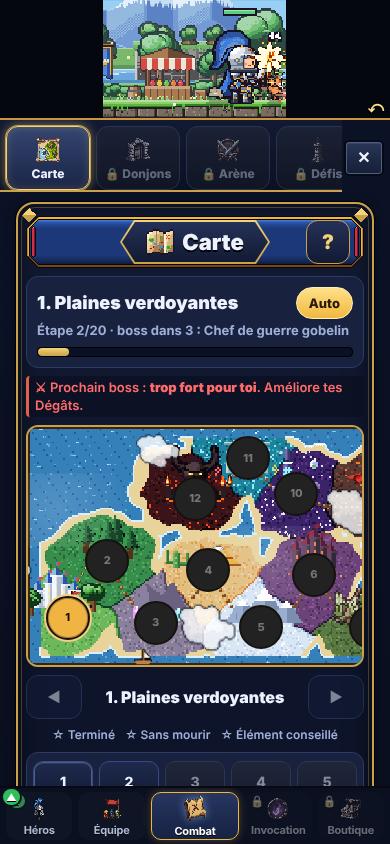 Carte
Donjons
Arène
Défis
×
Carte
?
1. Plaines verdoyantes
Auto
Étape 2/20 · boss dans 3 : Chef de guerre gobelin
Prochain boss : trop fort pour toi. Améliore tes
Dégâts.
11
12
10
2
4
6
1
3
5
1. Plaines verdoyantes
☆ Terminé ☆ Sans mourir ☆ Élément conseillé
1 2 3 4 5
Héros
Équipe
Combat
Invocation
Boutique